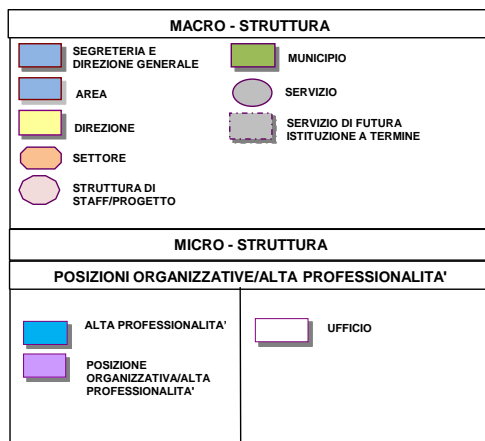 MACRO - STRUTTURA
SEGRETERIA E
DIREZIONE GENERALE
AREA
DIREZIONE
SETTORE
STRUTTURA DI
STAFF/PROGETTO
MUNICIPIO
SERVIZIO
SERVIZIO DI FUTURA
ISTITUZIONE A TERMINE
MICRO - STRUTTURA
POSIZIONI ORGANIZZATIVE/ALTA PROFESSIONALITA'
ALTA PROFESSIONALITA’
POSIZIONE
ORGANIZZATIVA/ALTA
PROFESSIONALITA'
UFFICIO